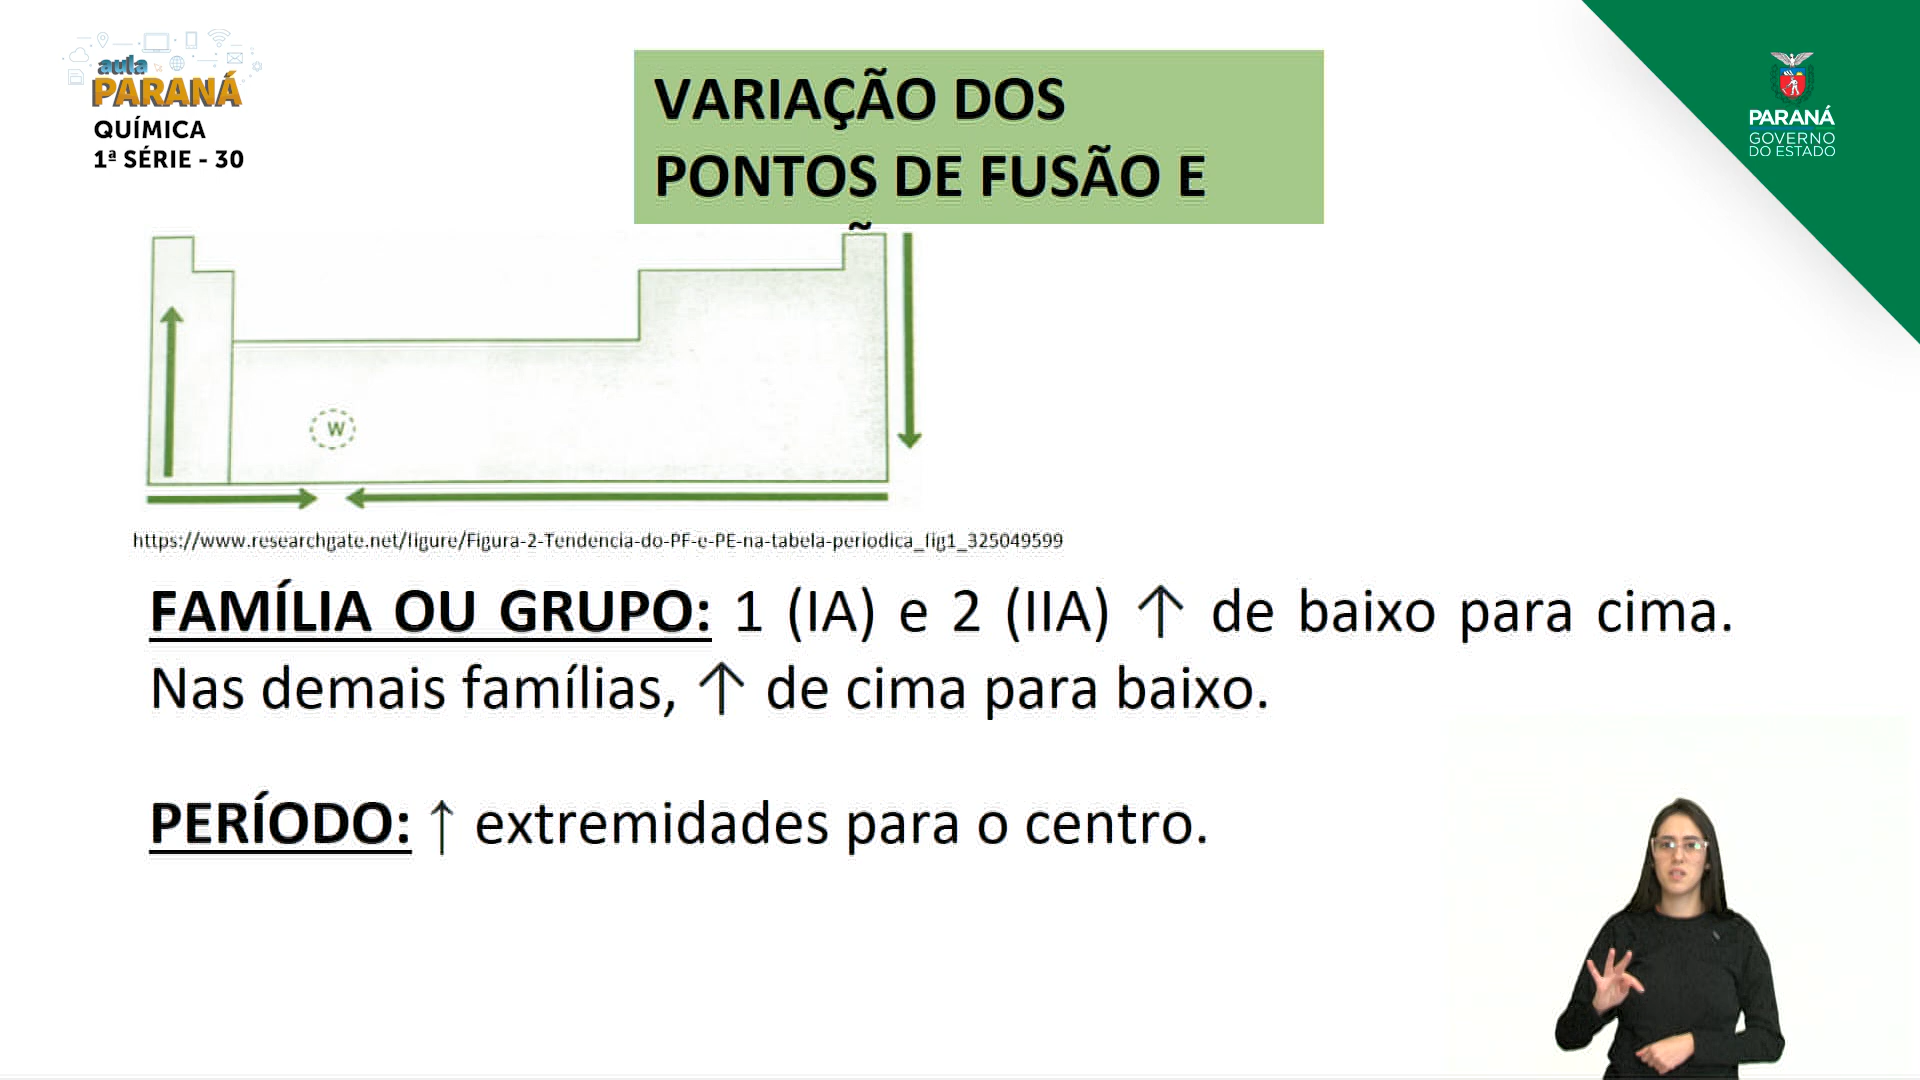 aula
PARANÁ
QUÍMICA
1ª SÉRIE - 30
VARIAÇÃO DOS
PONTOS DE FUSÃO E
PARANÁ
GOVERNO
DO ESTADO
W
https://www.researchgate.net/figure/Figura-2-Tendencia-do-PF-e-PE-na-tabela-periodica_fig1_325049599
FAMÍLIA OU GRUPO: 1 (IA) e 2 (IIA) ↑ de baixo para cima.
Nas demais famílias, ↑ de cima para baixo.
PERÍODO: ↑ extremidades para o centro.